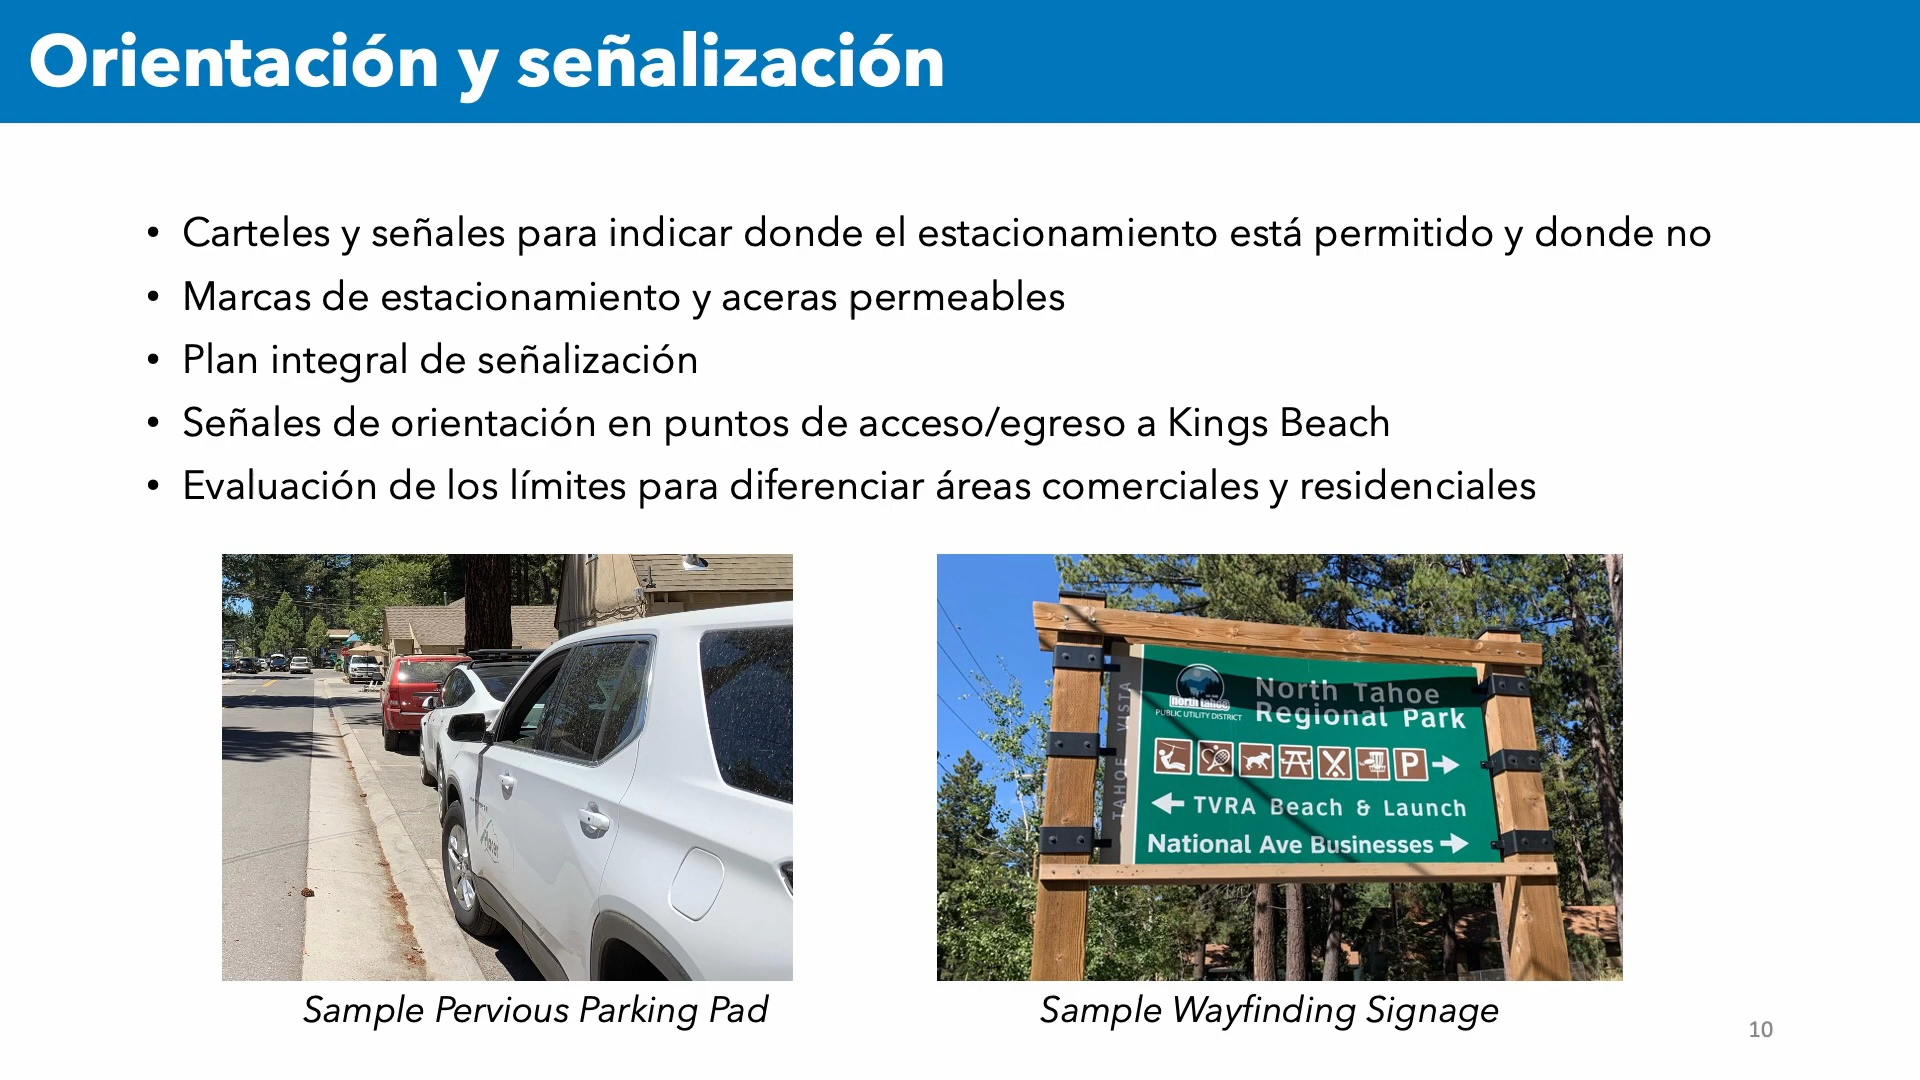 Orientación y señalización
• Carteles y señales para indicar donde el estacionamiento está permitido y donde no
• Marcas de estacionamiento y aceras permeables
• Plan integral de señalización
• Señales de orientación en puntos de acceso/egreso a Kings Beach
• Evaluación de los límites para diferenciar áreas comerciales y residenciales
TAHOE VISTA
north tahoe
PUBLIC UTILITY DISTRICT
North Tahoe
Regional Park
P
TVRA Beach & Launch
National Ave Businesses
Sample Pervious Parking Pad
Sample Wayfinding Signage
10